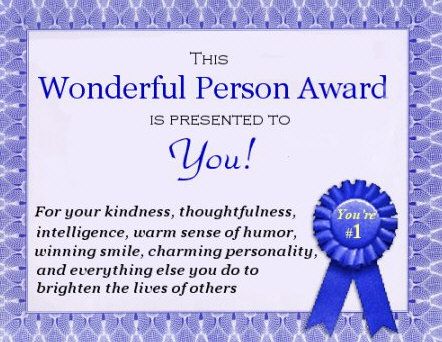 This
Wonderful Person Award
is presented to
You!
For your kindness, thoughtfulness,
intelligence, warm sense of humor,
winning smile, charming personality,
and everything else you do to
brighten the lives of others
You're
#1